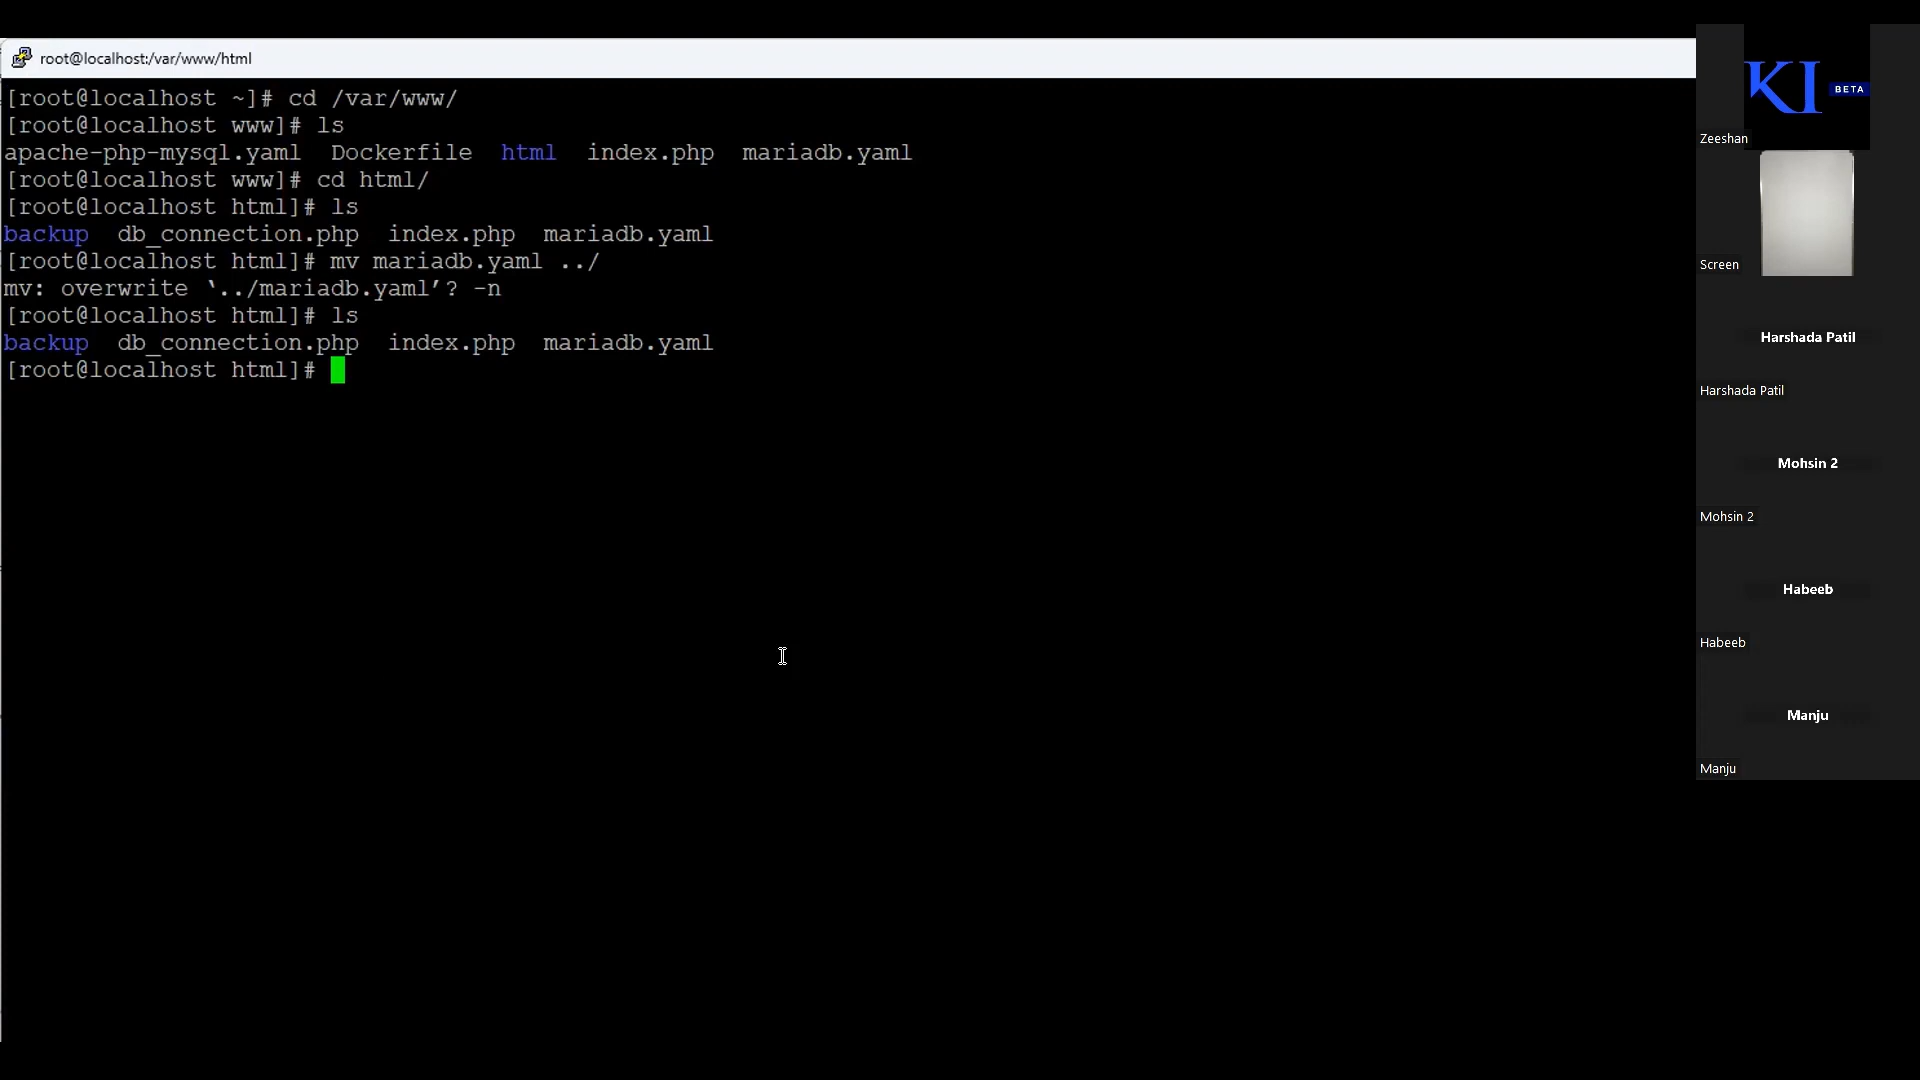 root@localhost:/var/www/html
[root@localhost ~]# cd /var/www/
[root@localhost www]# ls
apache-php-mysql.yaml  Dockerfile  html  index.php  mariadb.yaml
[root@localhost www]# cd html/
[root@localhost html]# ls
backup  db_connection.php  index.php  mariadb.yaml
[root@localhost html]# mv mariadb.yaml ../
mv: overwrite ‘../mariadb.yaml’? -n
[root@localhost html]# ls
backup  db_connection.php  index.php  mariadb.yaml
[root@localhost html]#
KI BETA
Zeeshan
Screen
Harshada Patil
Harshada Patil
Mohsin 2
Mohsin 2
Habeeb
Habeeb
Manju
Manju